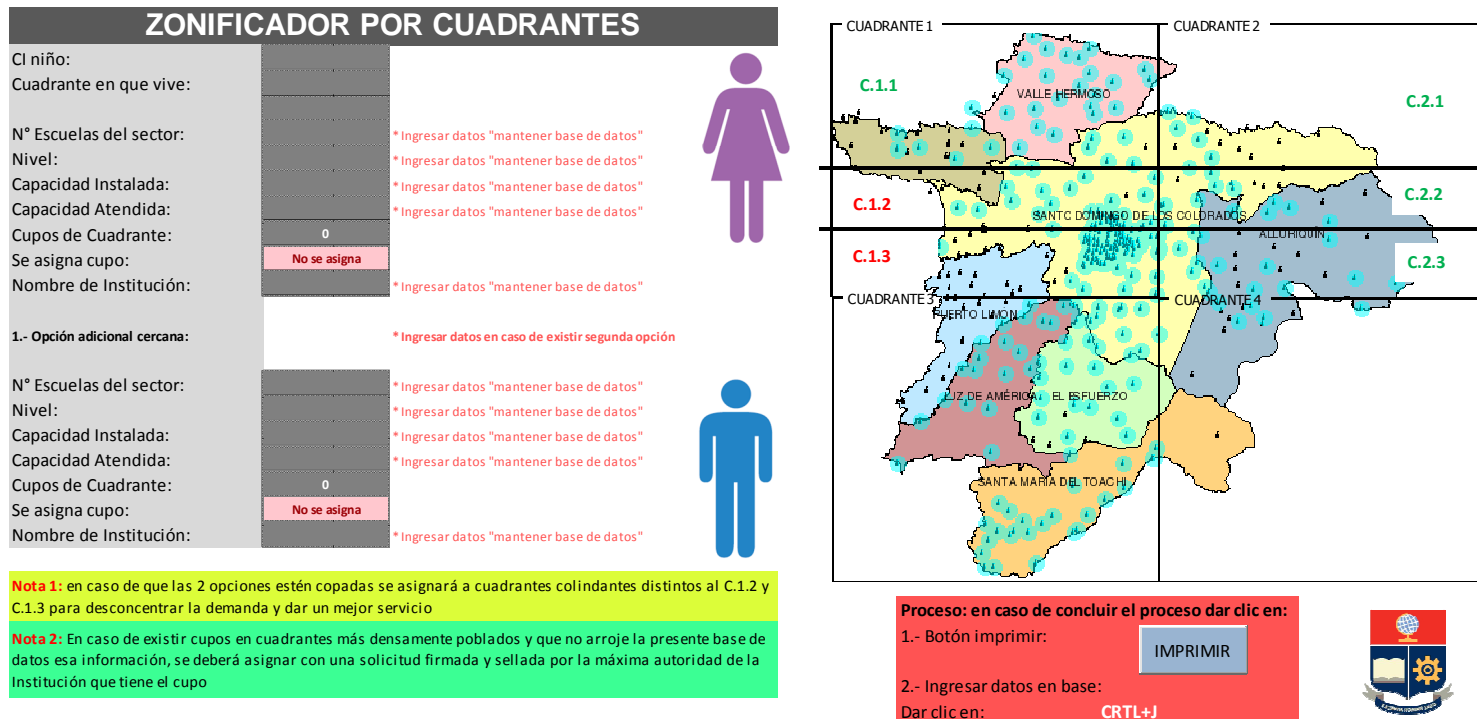 ZONIFICADOR POR CUADRANTES
CI niño:
Cuadrante en que vive:
N° Escuelas del sector:
* Ingresar datos "mantener base de datos"
Nivel:
* Ingresar datos "mantener base de datos"
Capacidad Instalada:
* Ingresar datos "mantener base de datos"
Capacidad Atendida:
* Ingresar datos "mantener base de datos"
Cupos de Cuadrante:
0
Se asigna cupo:
No se asigna
Nombre de Institución:
* Ingresar datos "mantener base de datos"
1.- Opción adicional cercana:
* Ingresar datos en caso de existir segunda opción
N° Escuelas del sector:
* Ingresar datos "mantener base de datos"
Nivel:
* Ingresar datos "mantener base de datos"
Capacidad Instalada:
* Ingresar datos "mantener base de datos"
Capacidad Atendida:
* Ingresar datos "mantener base de datos"
Cupos de Cuadrante:
0
Se asigna cupo:
No se asigna
Nombre de Institución:
* Ingresar datos "mantener base de datos"
Nota 1: en caso de que las 2 opciones estén copadas se asignará a cuadrantes colindantes distintos al C.1.2 y
C.1.3 para desconcentrar la demanda y dar un mejor servicio
Nota 2: En caso de existir cupos en cuadrantes más densamente poblados y que no arroje la presente base de
datos esa información, se deberá asignar con una solicitud firmada y sellada por la máxima autoridad de la
Institución que tiene el cupo
CUADRANTE 1
CUADRANTE 2
C.1.1
VALLE HERMOSO
C.2.1
C.1.2
C.2.2
SANTO DOMINGO DE LOS COLORADOS
ALLURIQUÍN
C.1.3
C.2.3
CUADRANTE 3
CUADRANTE 4
PUERTO LIMON
LUZ DE AMÉRICA
EL ESFUERZO
SANTA MARIA DEL TOACHI
Proceso: en caso de concluir el proceso dar clic en:
1.- Botón imprimir:
IMPRIMIR
2.- Ingresar datos en base:
Dar clic en:
CRTL+J